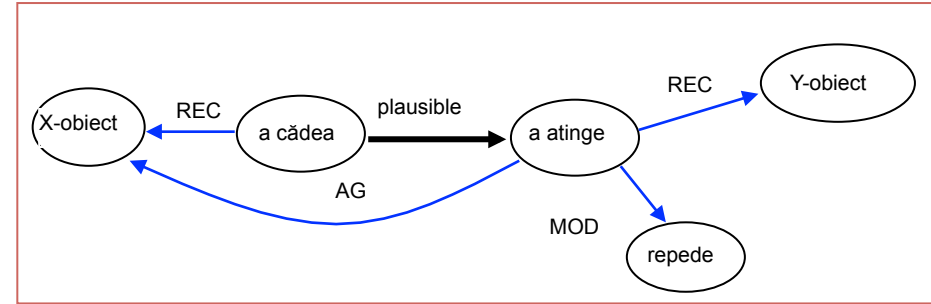 X-obiect
REC
a cădea
plausible
a atinge
REC
Y-obiect
AG
MOD
repede